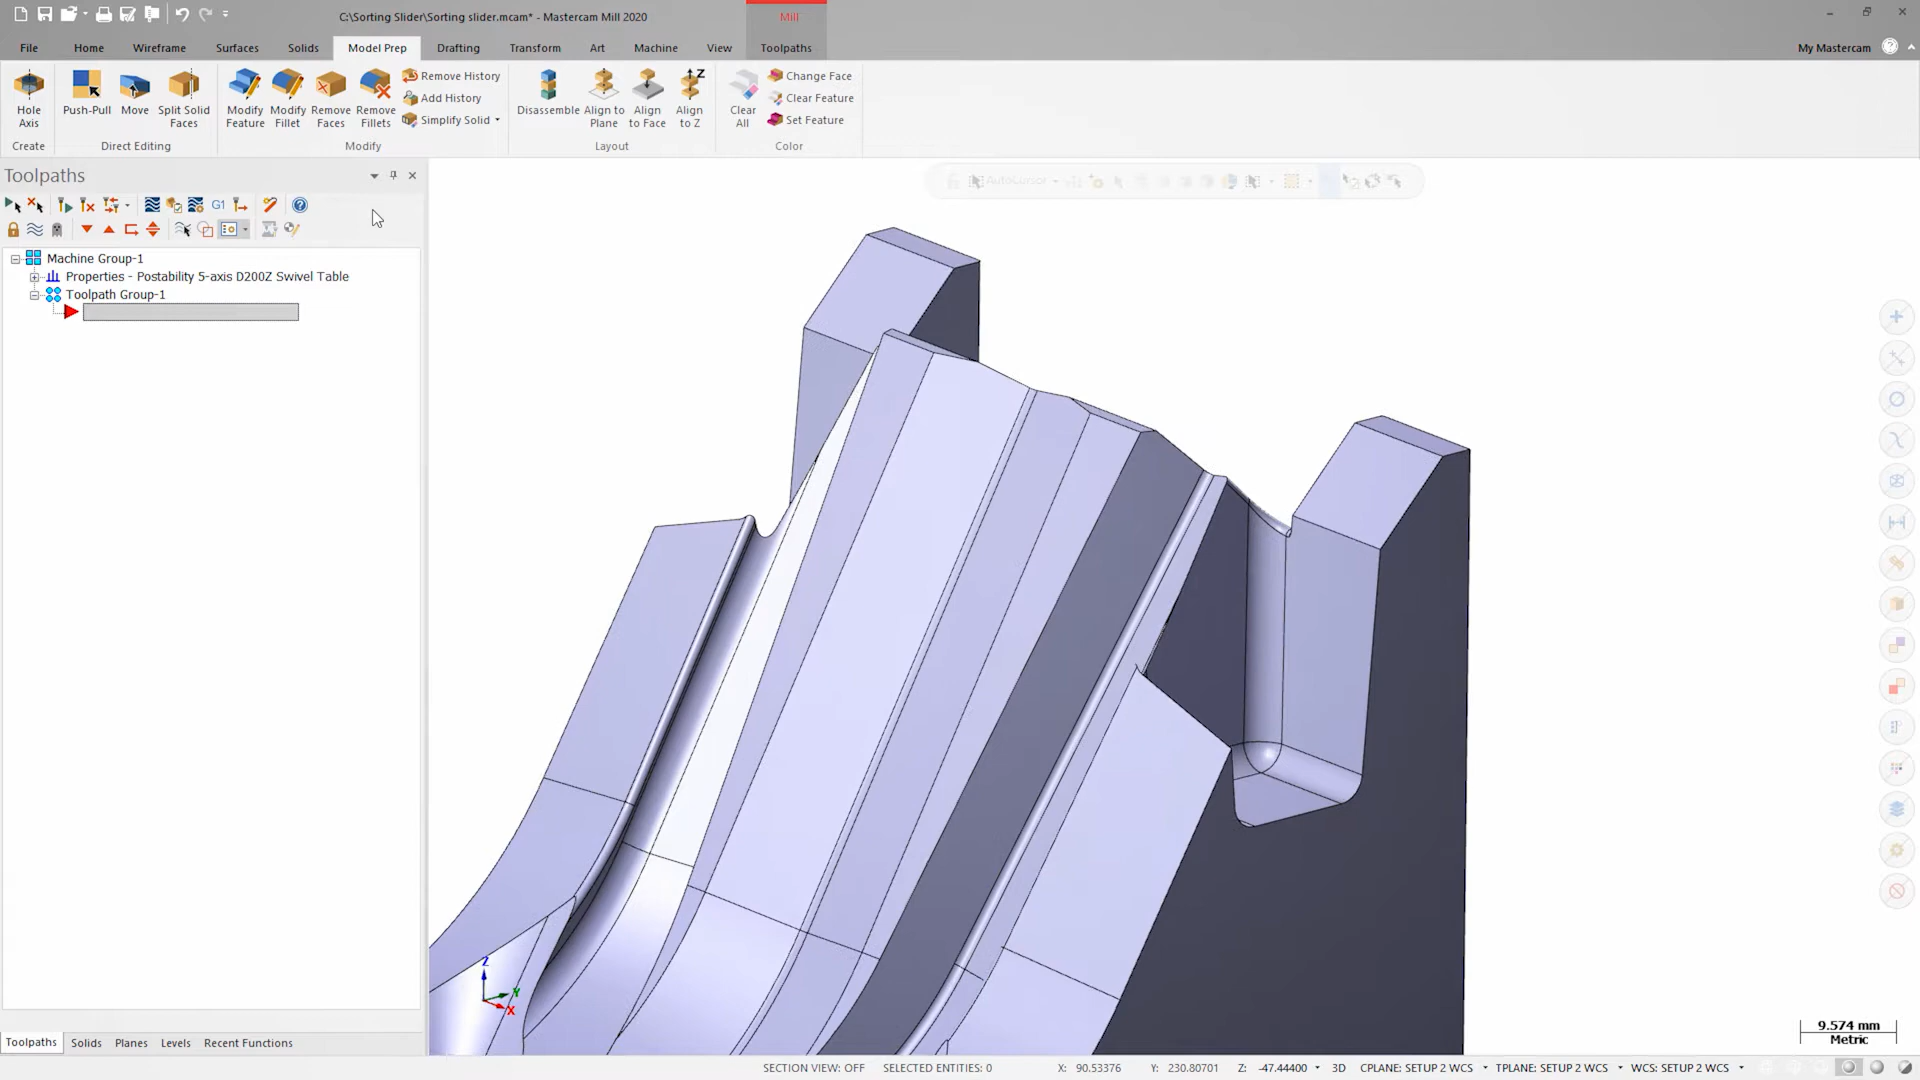 C:\Sorting Slider\Sorting slider.mcam* - Mastercam Mill 2020
Mill
File
Home
Wireframe
Surfaces
Solids
Model Prep
Drafting
Transform
Art
Machine
View
Toolpaths
My Mastercam
Hole Axis
Push-Pull
Move
Split Solid Faces
Modify Feature
Modify Fillet
Remove Faces
Remove Fillets
Remove History
Add History
Simplify Solid
Disassemble
Align to Plane
Align to Face
Align to Z
Clear All
Change Face
Clear Feature
Set Feature
Create
Direct Editing
Modify
Layout
Color
Toolpaths
AutoCursor
G1
Machine Group-1
Properties - Postability 5-axis D200Z Swivel Table
Toolpath Group-1
Z
Y
X
9.574 mm
Metric
Toolpaths
Solids
Planes
Levels
Recent Functions
SECTION VIEW: OFF
SELECTED ENTITIES: 0
X: 90.53376
Y: 230.80701
Z: -47.44400
3D
CPLANE: SETUP 2 WCS
TPLANE: SETUP 2 WCS
WCS: SETUP 2 WCS